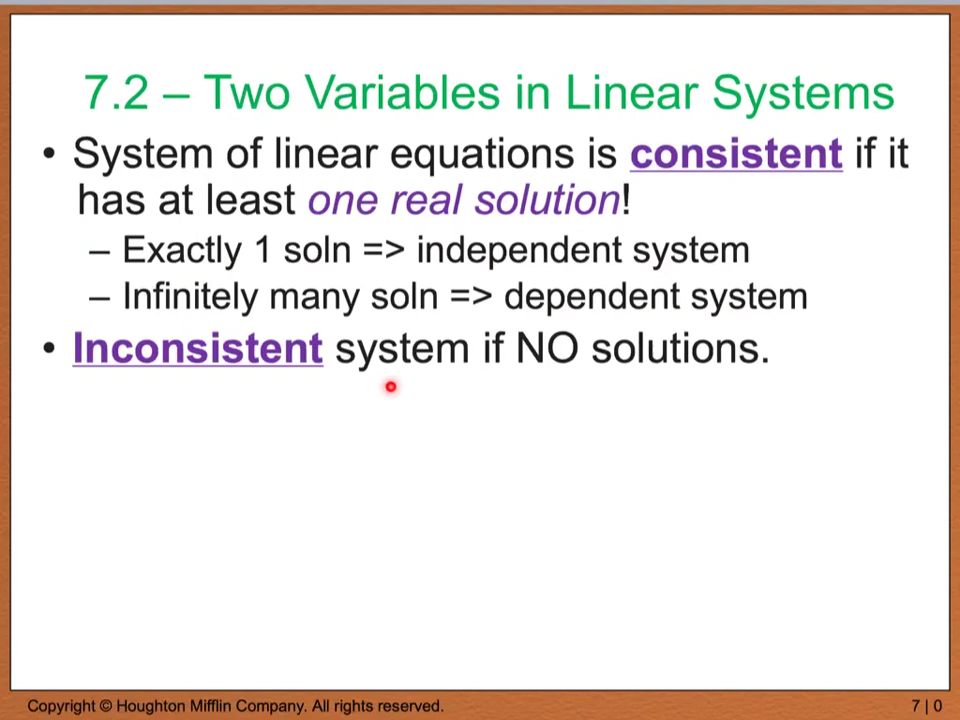 7.2 – Two Variables in Linear Systems
• System of linear equations is consistent if it
has at least one real solution!
– Exactly 1 soln => independent system
– Infinitely many soln => dependent system
• Inconsistent system if NO solutions.
Copyright © Houghton Mifflin Company. All rights reserved.
7 | 0